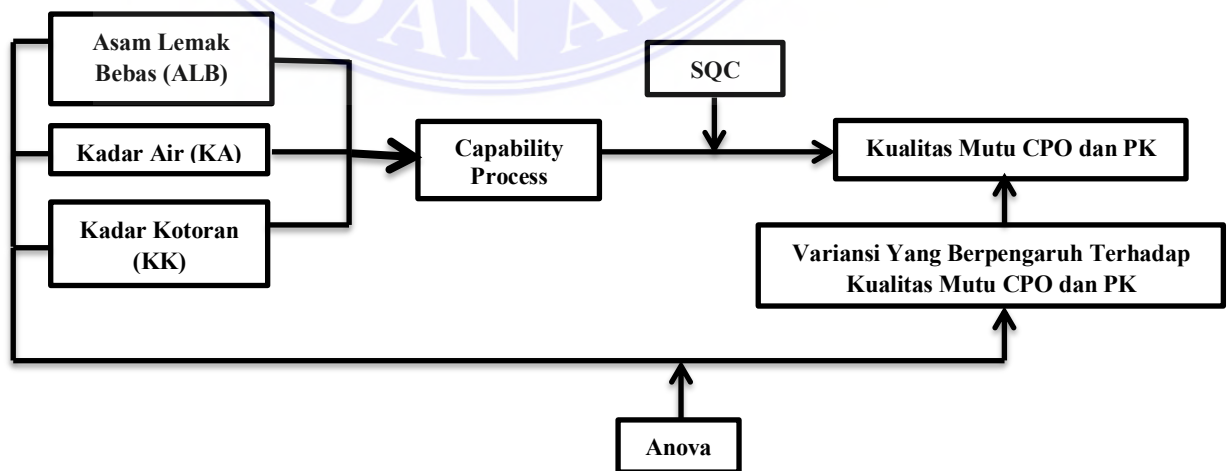 DAN A
Asam Lemak
Bebas (ALB)
SQC
Kadar Air (KA)
Capability
Process
Kualitas Mutu CPO dan PK
Kadar Kotoran
(KK)
Variansi Yang Berpengaruh Terhadap
Kualitas Mutu CPO dan PK
Anova